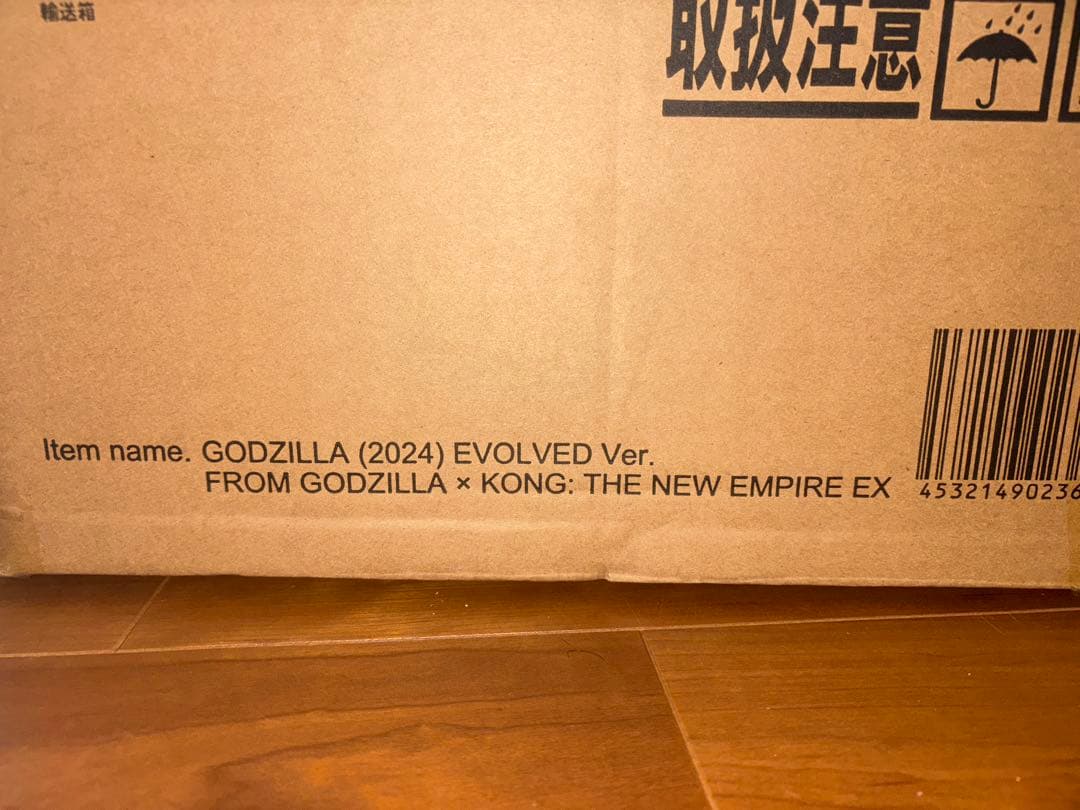 輸送箱
取扱注意
Item name. GODZILLA (2024) EVOLVED Ver.
FROM GODZILLA × KONG: THE NEW EMPIRE EX
45321490236